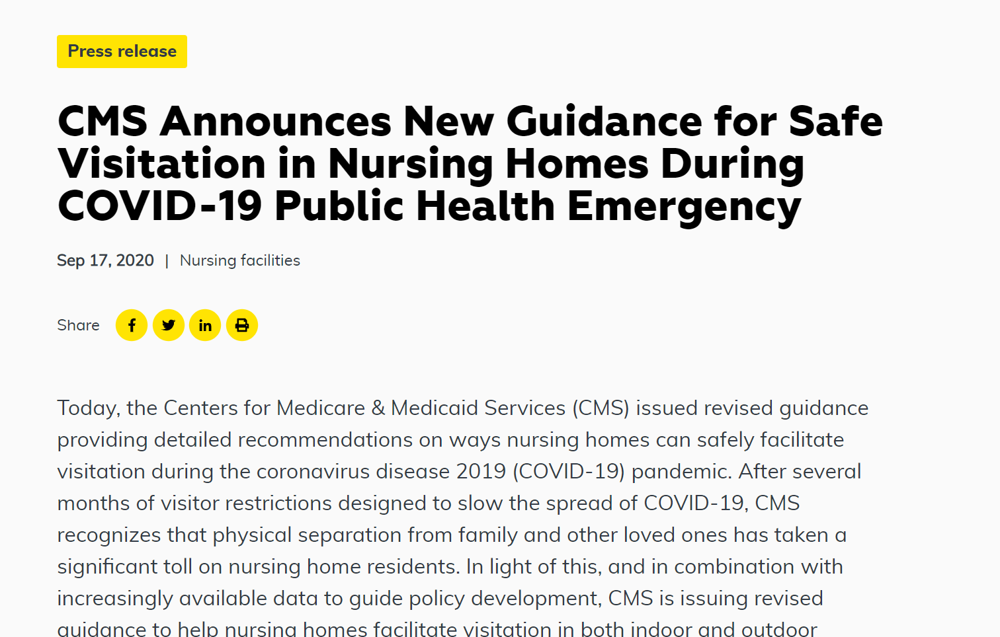 Press release
CMS Announces New Guidance for Safe
Visitation in Nursing Homes During
COVID-19 Public Health Emergency
Sep 17, 2020 | Nursing facilities
Share
Today, the Centers for Medicare & Medicaid Services (CMS) issued revised guidance
providing detailed recommendations on ways nursing homes can safely facilitate
visitation during the coronavirus disease 2019 (COVID-19) pandemic. After several
months of visitor restrictions designed to slow the spread of COVID-19, CMS
recognizes that physical separation from family and other loved ones has taken a
significant toll on nursing home residents. In light of this, and in combination with
increasingly available data to guide policy development, CMS is issuing revised
guidance to help nursing homes facilitate visitation in both indoor and outdoor